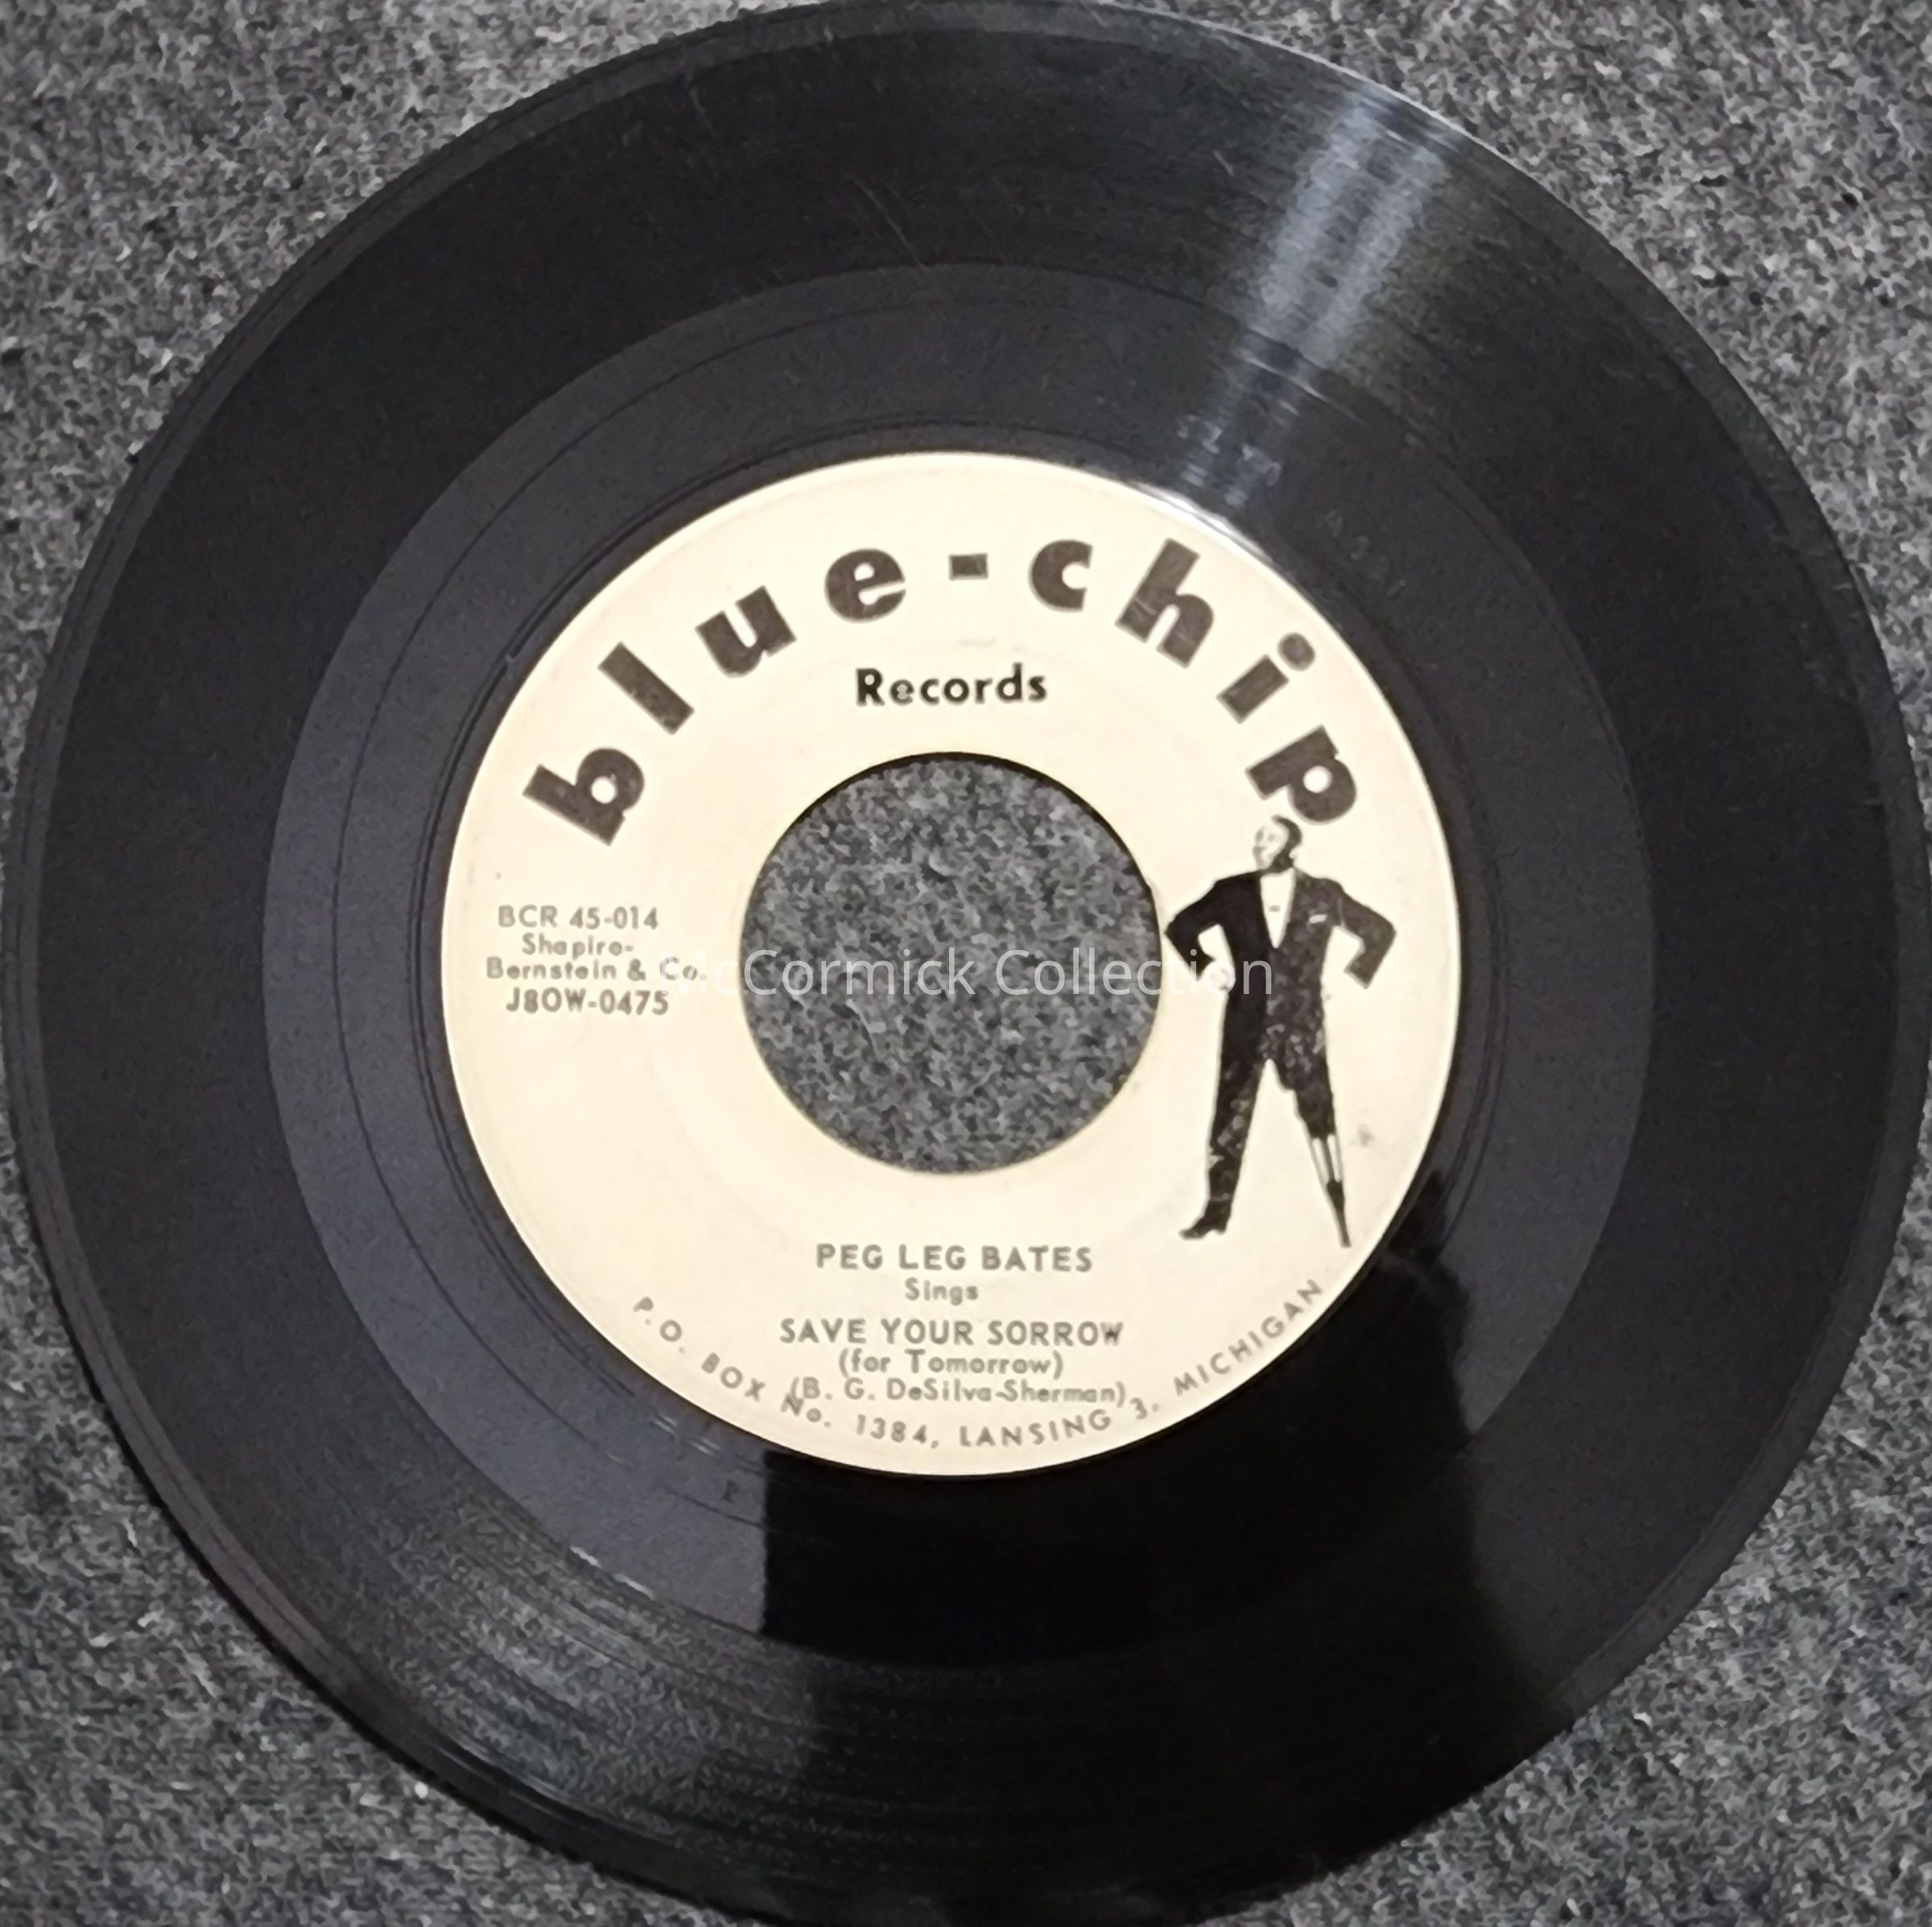 blue-chip
Records
BCR 45-014
Shapiro-
Bernstein & Co.
J8OW-0475
McCormick Collection
PEG LEG BATES
Sings
SAVE YOUR SORROW
(for Tomorrow)
(B. G. DeSilva-Sherman)
P.O. BOX No. 1384, LANSING 3, MICHIGAN